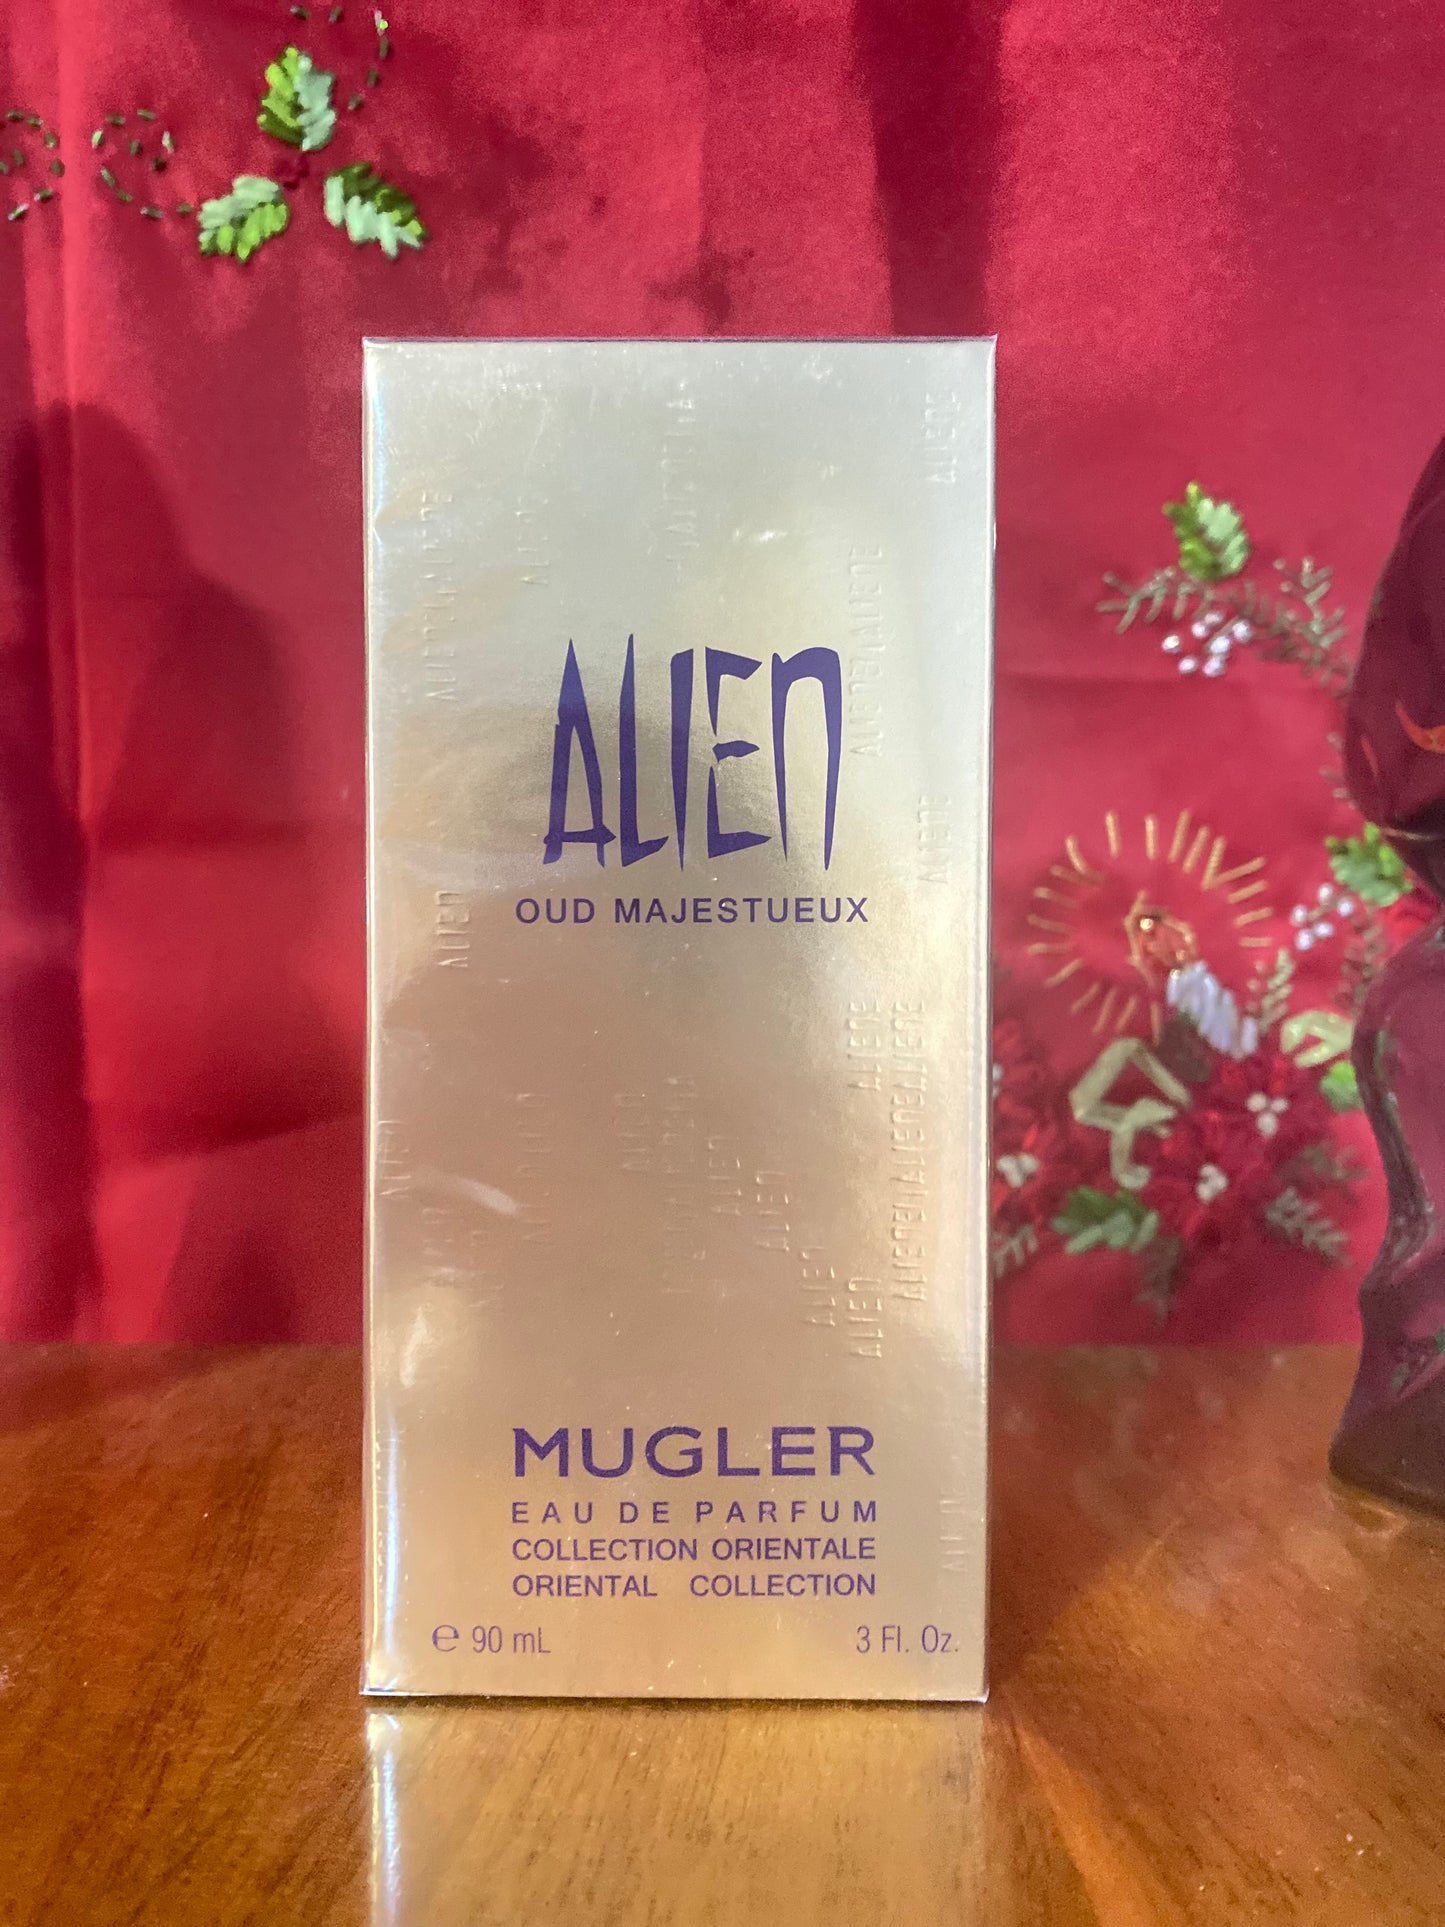 ALIEN
OUD MAJESTUEUX
MUGLER
EAU DE PARFUM
COLLECTION ORIENTALE
ORIENTAL COLLECTION
℮ 90 mL 3 Fl. Oz.